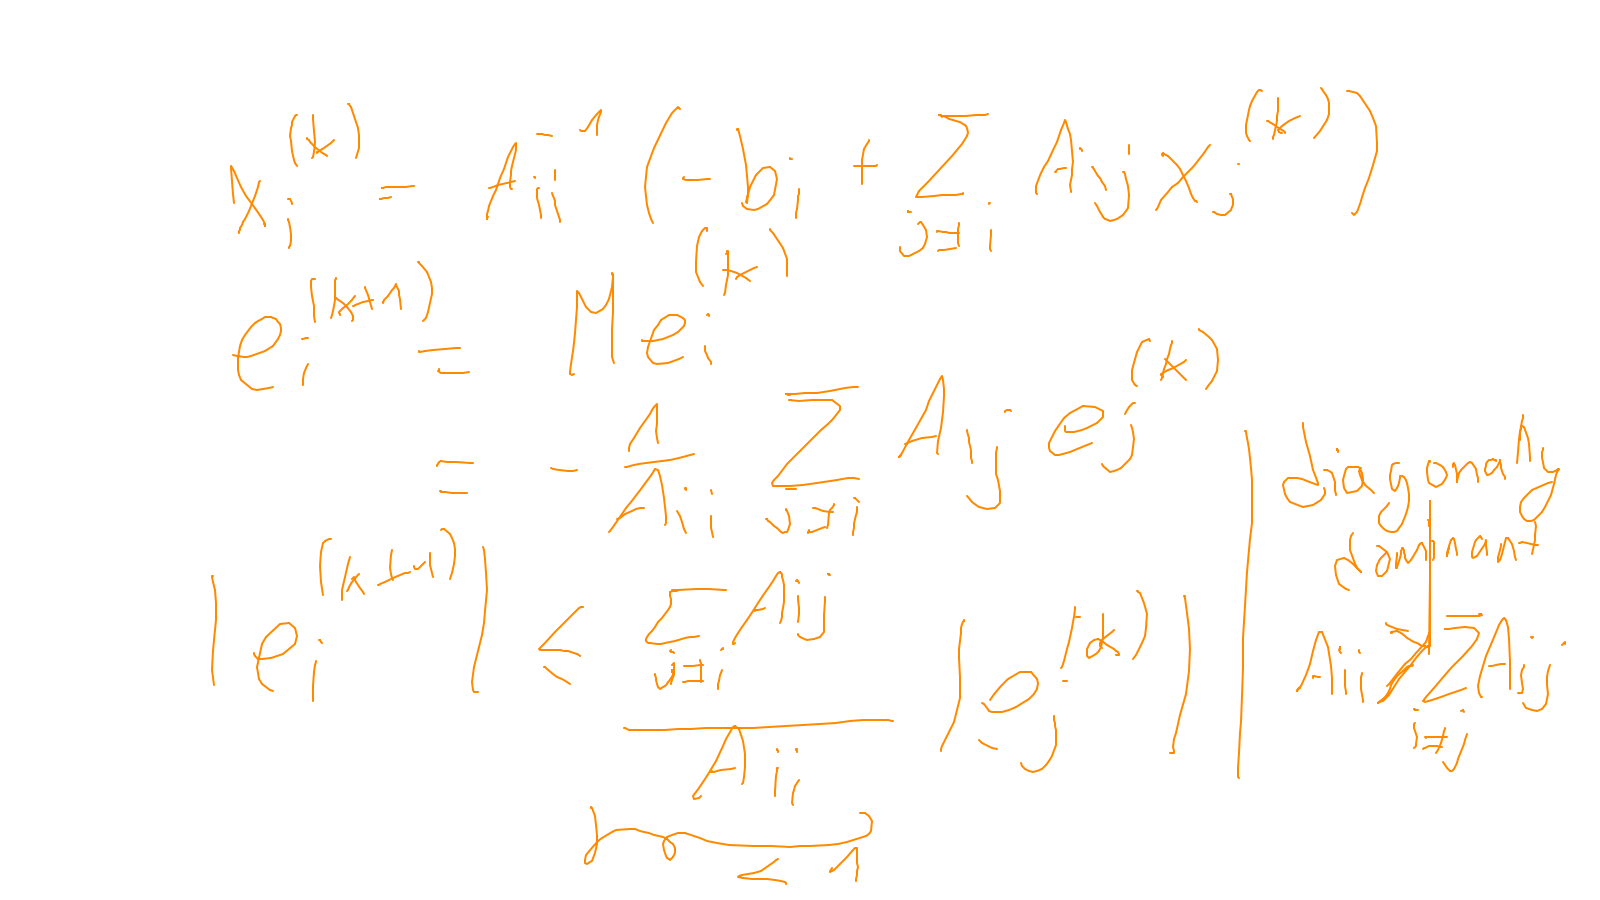 x_i^{(k)} = A_{ii}^{-1} ( - b_i + \sum_{j \neq i} A_{ij} x_j^{(k)} )
e_i^{(k+1)} = M e_i^{(k)}
= - \frac{1}{A_{ii}} \sum_{j \neq i} A_{ij} e_j^{(k)}
|e_i^{(k+1)}| \leq \frac{\sum_{j \neq i} A_{ij}}{A_{ii}} |e_j^{(k)}|
< 1
diagonally
dominant
A_{ii} > \sum_{i \neq j} A_{ij}